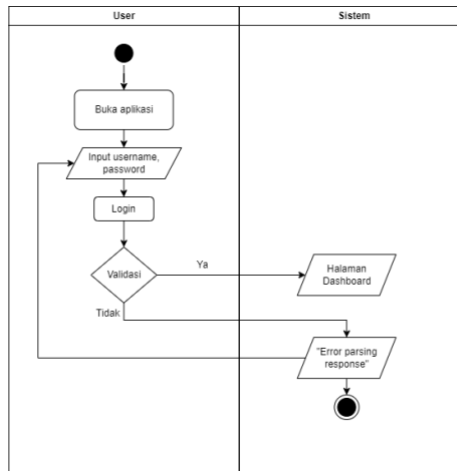 User
Sistem
Buka aplikasi
Input username,
password
Login
Validasi
Ya
Halaman
Dashboard
Tidak
"Error parsing
response"